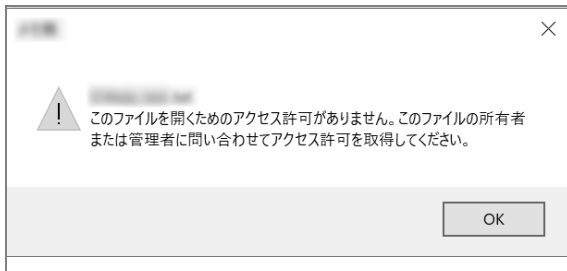 このファイルを開くためのアクセス許可がありません。このファイルの所有者
または管理者に問い合わせてアクセス許可を取得してください。
OK